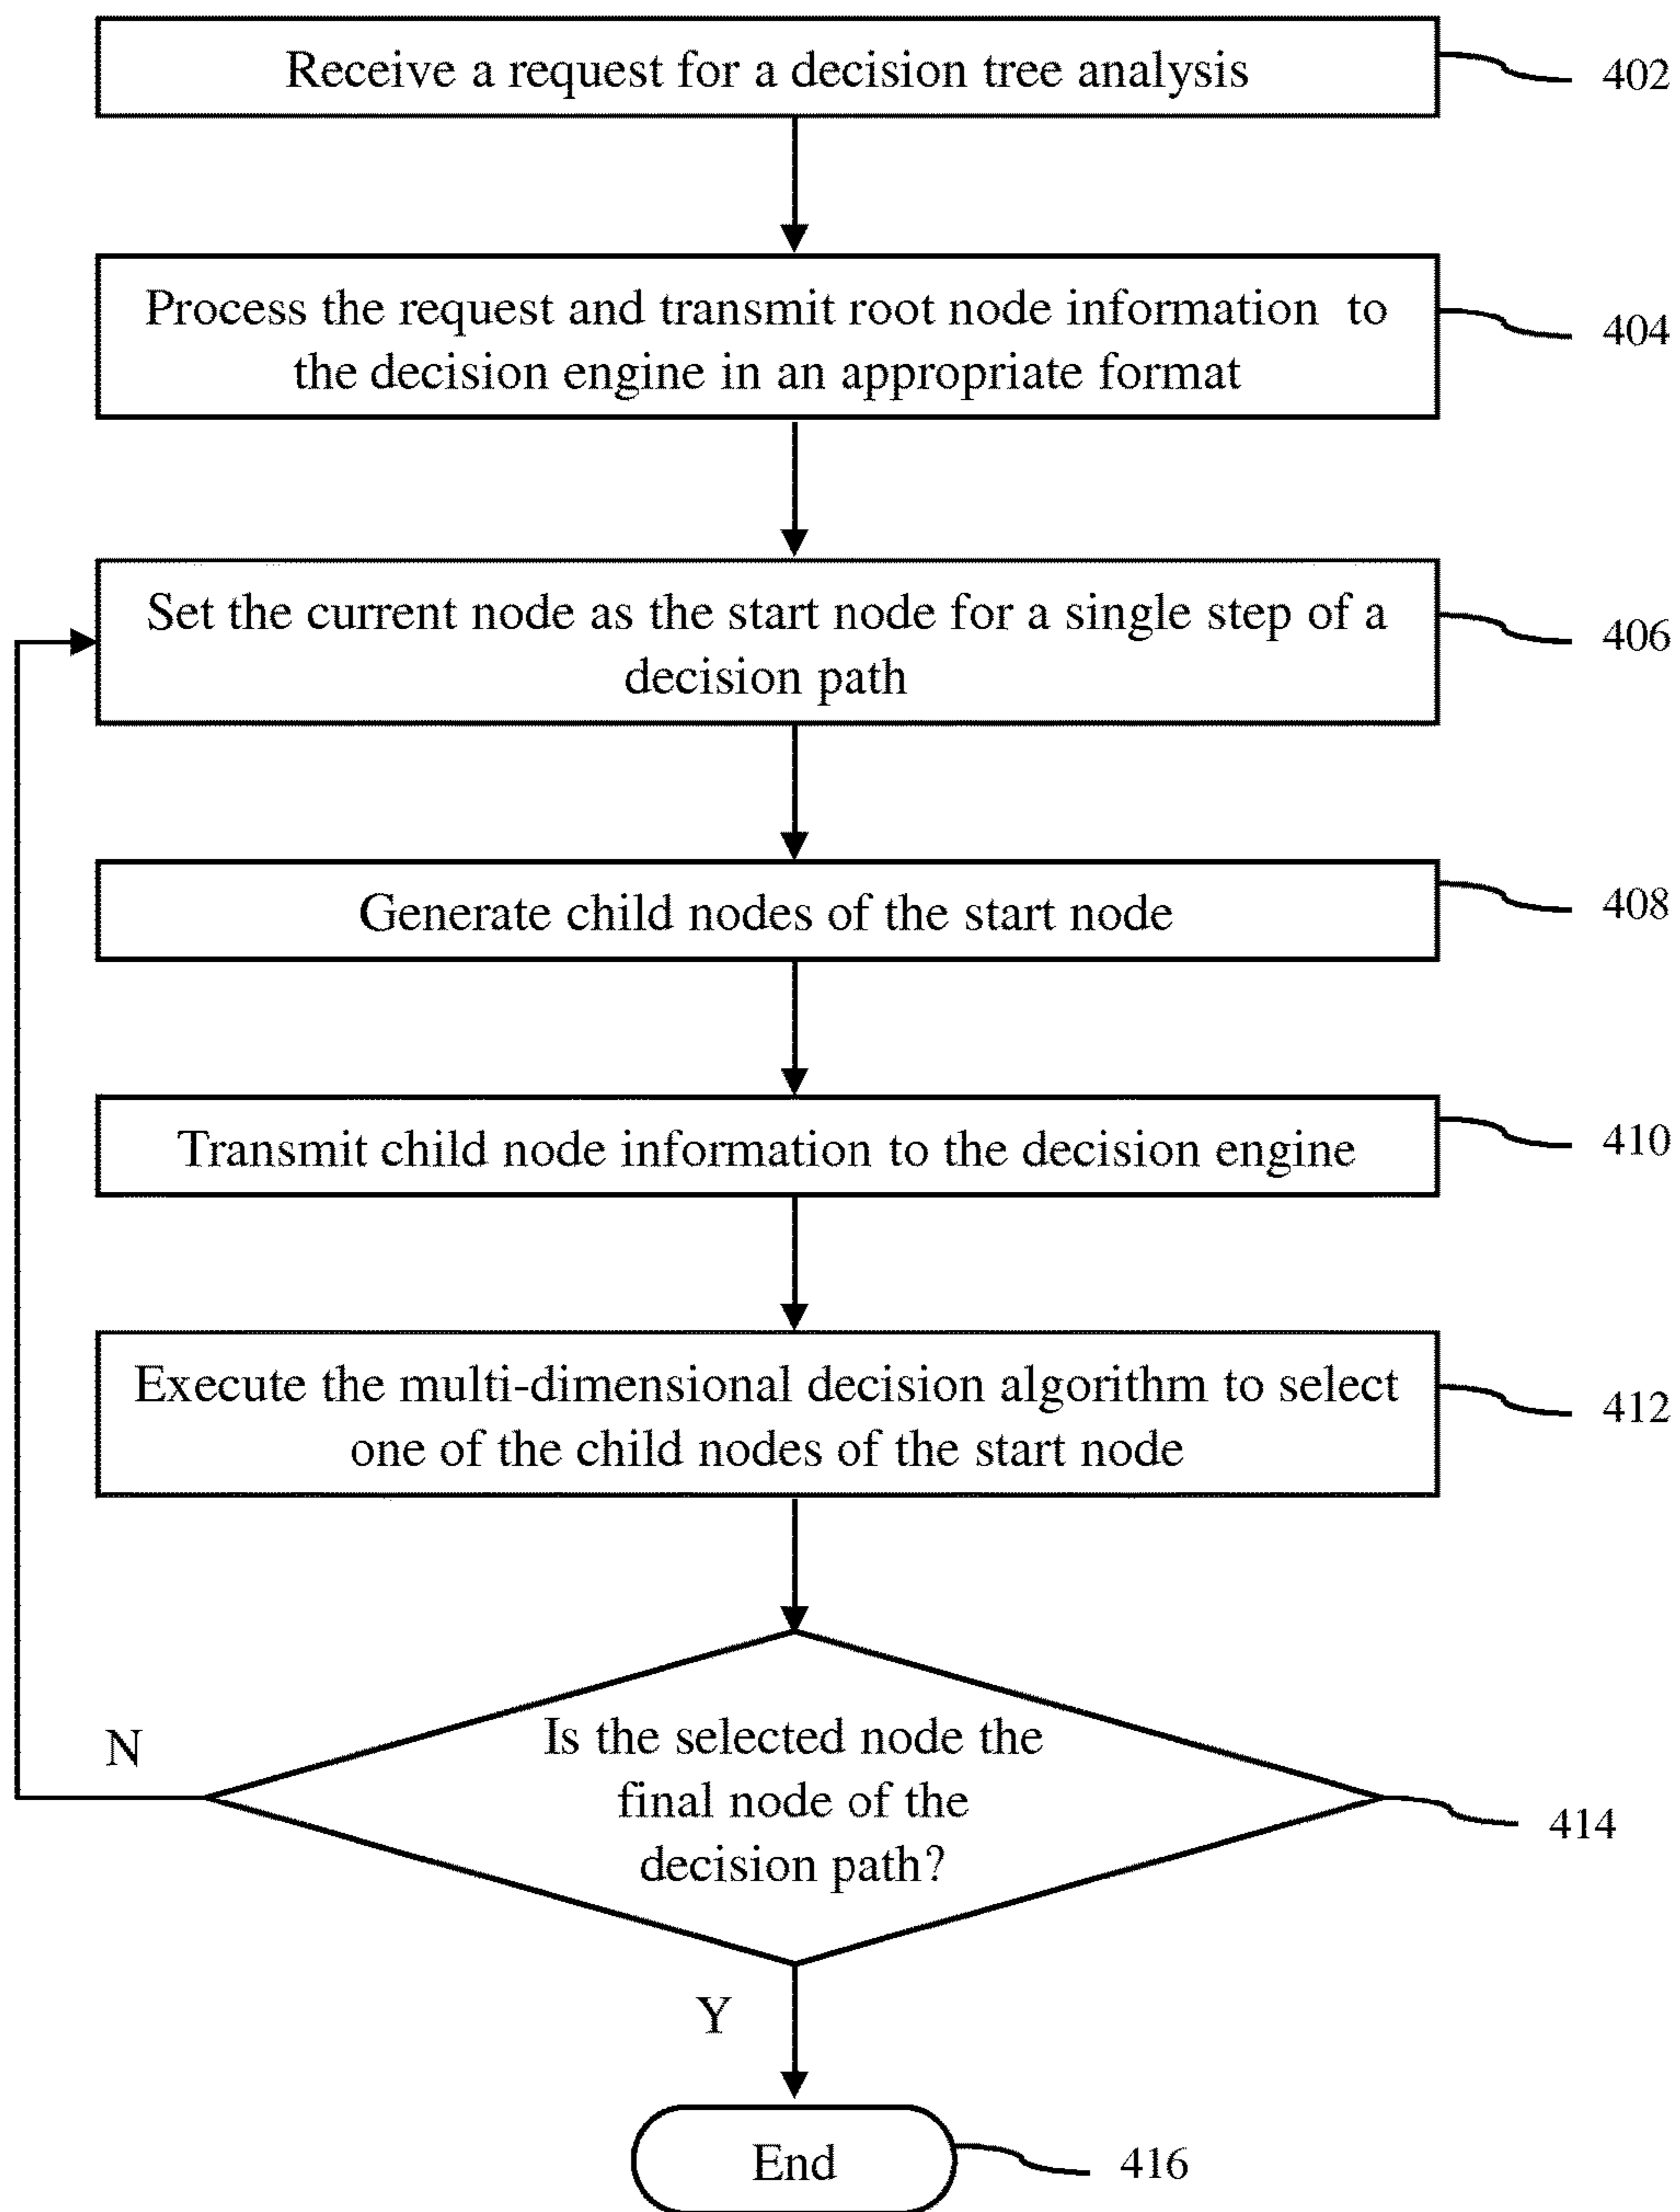 Receive a request for a decision tree analysis
402
Process the request and transmit root node information to
the decision engine in an appropriate format
404
Set the current node as the start node for a single step of a
decision path
406
Generate child nodes of the start node
408
Transmit child node information to the decision engine
410
Execute the multi-dimensional decision algorithm to select
one of the child nodes of the start node
412
N
Is the selected node the
final node of the
decision path?
414
Y
End
416